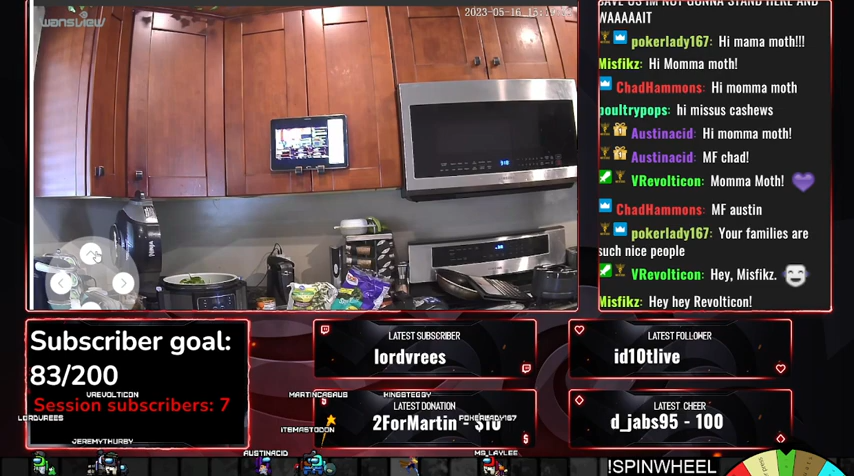 wansview
2023-05-16
SAVE US IM NOT GONNA STAND HERE AND
WAAAAAIT
pokerlady167: Hi mama moth!!!
Misfikz: Hi Momma moth!
ChadHammons: Hi momma moth
poultrypops: hi missus cashews
Austinacid: Hi momma moth!
Austinacid: MF chad!
VRevolticon: Momma Moth!
ChadHammons: MF austin
pokerlady167: Your families are
such nice people
VRevolticon: Hey, Misfikz.
Misfikz: Hey hey Revolticon!
Subscriber goal:
83/200
Session subscribers: 7
LATEST SUBSCRIBER
lordvrees
LATEST FOLLOWER
id10tlive
LATEST DONATION
2ForMartin - $10
LATEST CHEER
d_jabs95 - 100
VREVOLTICON
LORDVREES
JEREMYTHURBY
MARTINCASAUS
KINGSTEGGY
ITBMASTODON
POKERLADY167
AUSTINACID
MS_LAYLEE
!SPINWHEEL